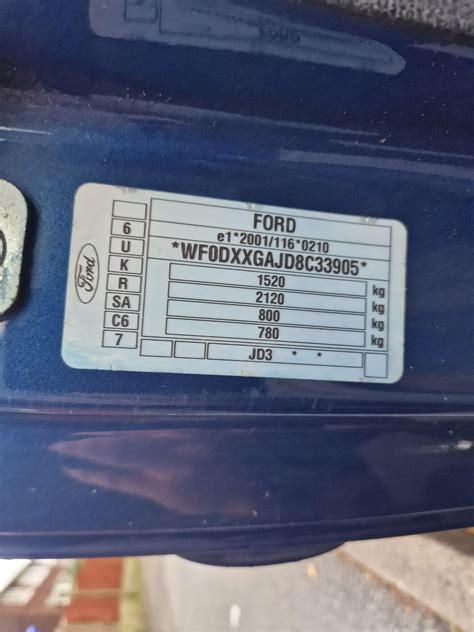 FORD
e1*2001/116*0210
*WF0DXXGAJD8C33905*
1520 kg
2120 kg
800 kg
780 kg
JD3 * *
6
U
K
R
SA
C6
7
Ford